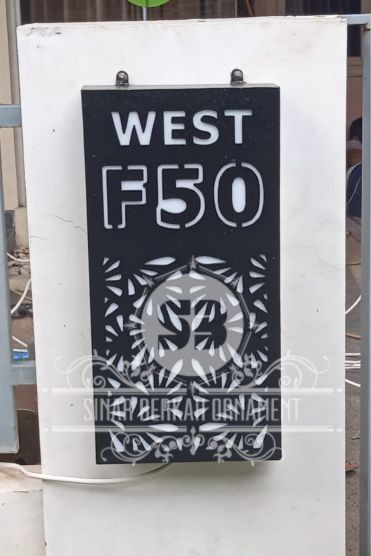 WEST
F50
SB
SINAR BERKAT ORNAMENT